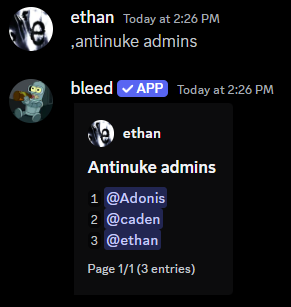 ethan Today at 2:26 PM
,antinuke admins
bleed ✓ APP Today at 2:26 PM
ethan
Antinuke admins
1 @Adonis
2 @caden
3 @ethan
Page 1/1 (3 entries)